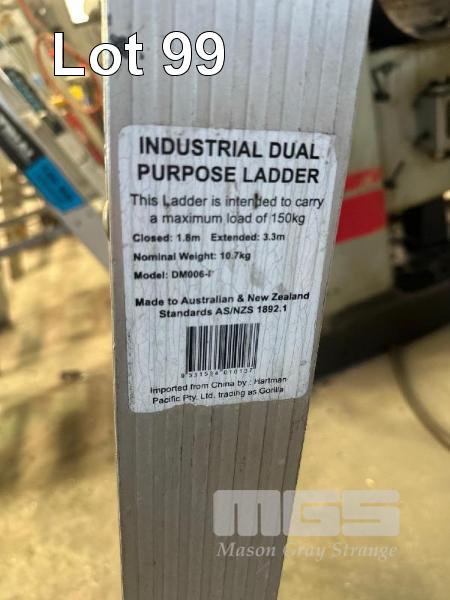 Lot 99
INDUSTRIAL DUAL
PURPOSE LADDER
This Ladder is intended to carry
a maximum load of 150kg
Closed: 1.8m Extended: 3.3m
Nominal Weight: 10.7kg
Model: DM006-I
Made to Australian & New Zealand
Standards AS/NZS 1892.1
Imported from China by: Hartman
Pacific Pty, Ltd. trading as Gorilla
MGS
Mason Gray Strange